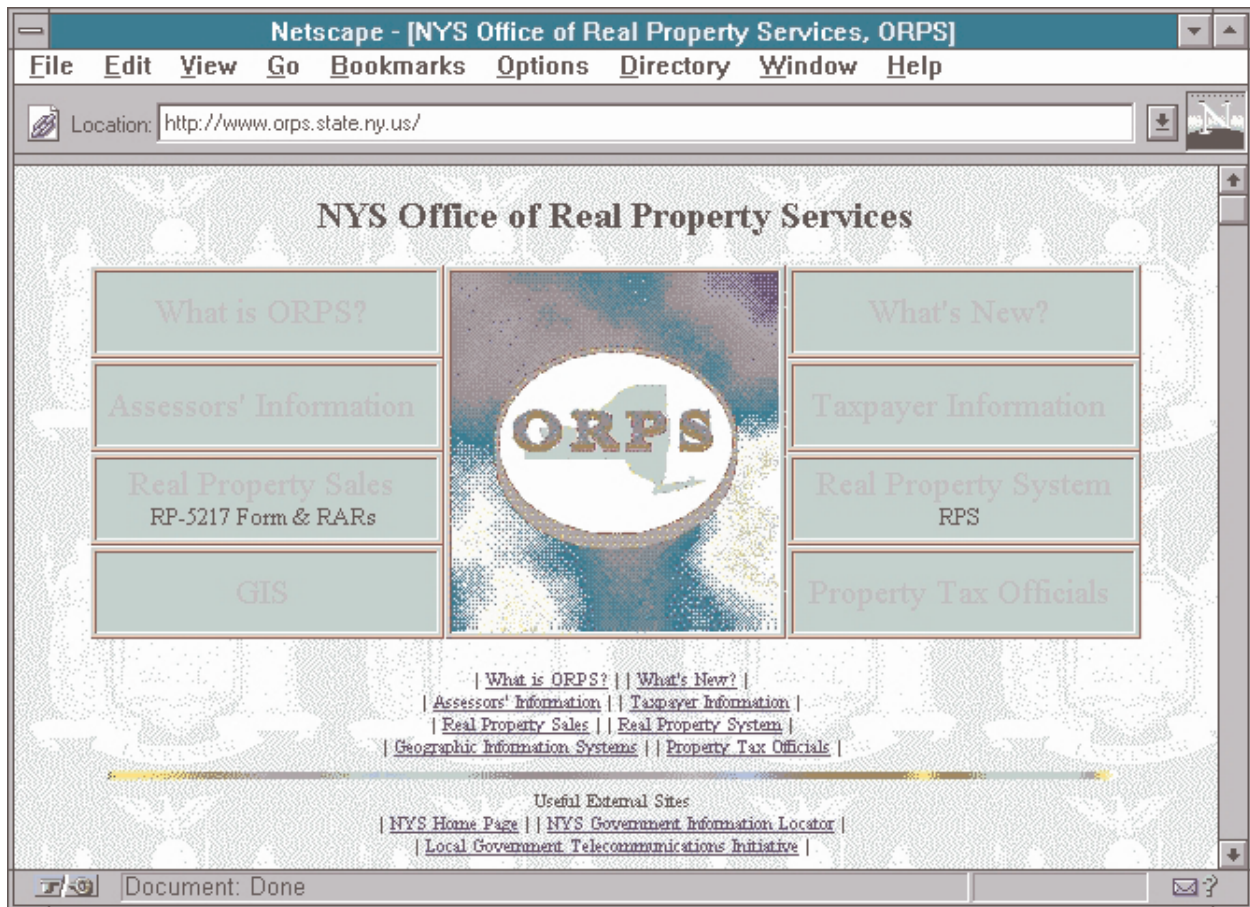 Netscape - [NYS Office of Real Property Services, ORPS]
File Edit View Go Bookmarks Options Directory Window Help
Location: http://www.orps.state.ny.us/
N
NYS Office of Real Property Services
What is ORPS?
What's New?
Assessors' Information
ORPS
Taxpayer Information
Real Property Sales
RP-5217 Form & RARs
Real Property System
RPS
GIS
Property Tax Officials
| What is ORPS? | | What's New? |
| Assessors' Information | | Taxpayer Information |
| Real Property Sales | | Real Property System |
| Geographic Information Systems | | Property Tax Officials |
Useful External Sites
| NYS Home Page | | NYS Government Information Locator |
| Local Government Telecommunications Initiative |
Document: Done
?